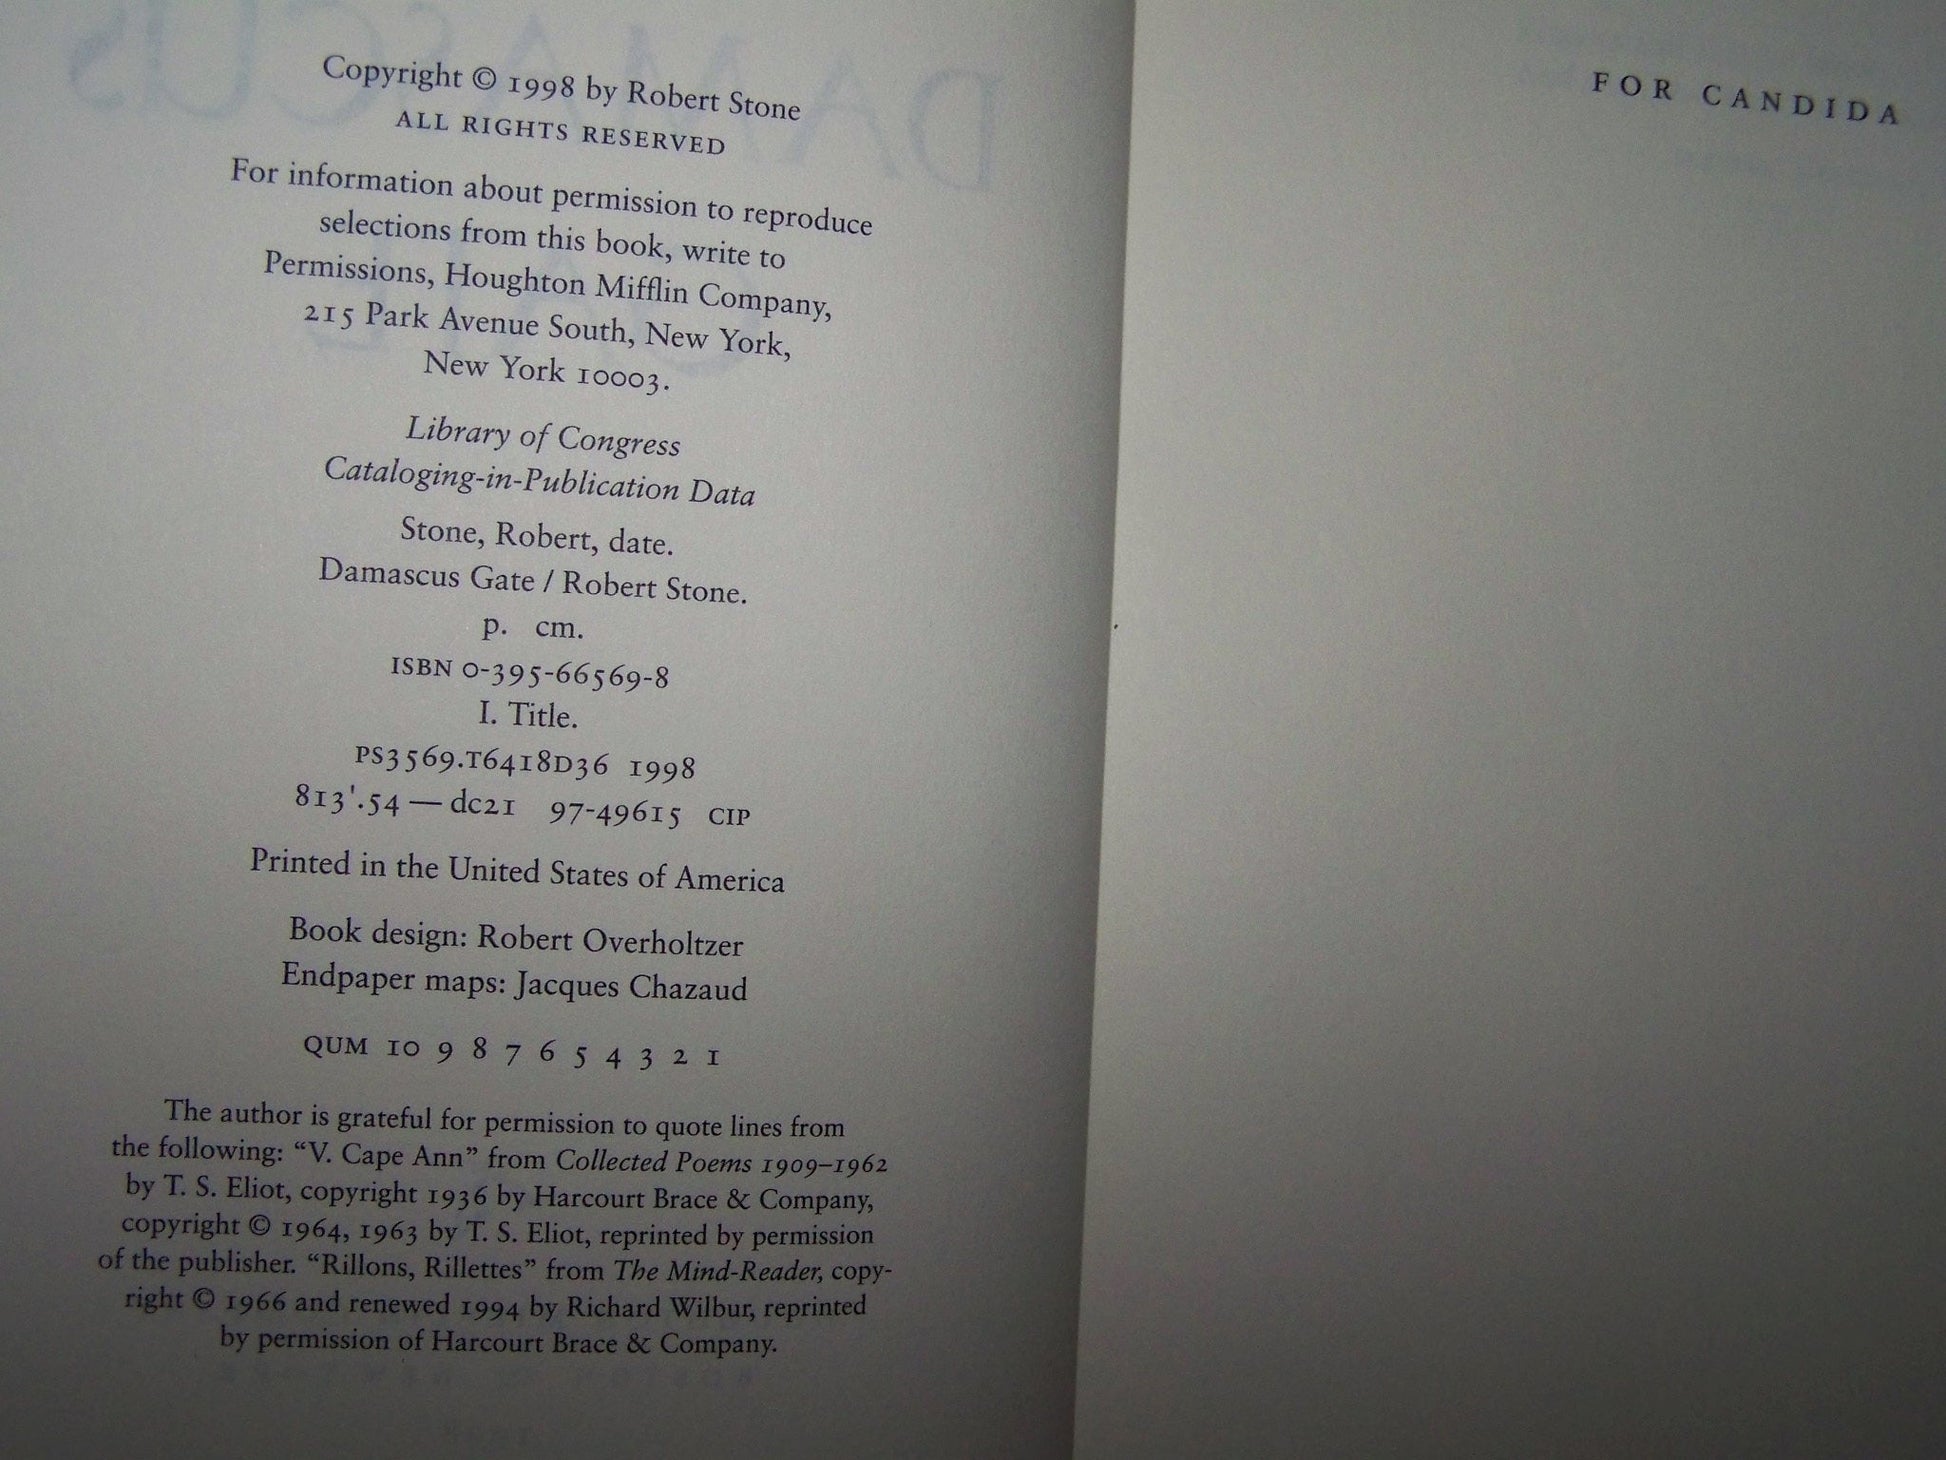 Copyright © 1998 by Robert Stone
ALL RIGHTS RESERVED
For information about permission to reproduce
selections from this book, write to
Permissions, Houghton Mifflin Company,
215 Park Avenue South, New York,
New York 10003.
Library of Congress
Cataloging-in-Publication Data
Stone, Robert, date.
Damascus Gate / Robert Stone.
p. cm.
ISBN 0-395-66569-8
I. Title.
PS3569.T6418D36 1998
813'.54 — dc21 97-49615 CIP
Printed in the United States of America
Book design: Robert Overholtzer
Endpaper maps: Jacques Chazaud
QUM 10 9 8 7 6 5 4 3 2 1
The author is grateful for permission to quote lines from
the following: “V. Cape Ann” from Collected Poems 1909–1962
by T. S. Eliot, copyright 1936 by Harcourt Brace & Company,
copyright © 1964, 1963 by T. S. Eliot, reprinted by permission
of the publisher. “Rillons, Rillettes” from The Mind-Reader, copy-
right © 1966 and renewed 1994 by Richard Wilbur, reprinted
by permission of Harcourt Brace & Company.
FOR CANDIDA